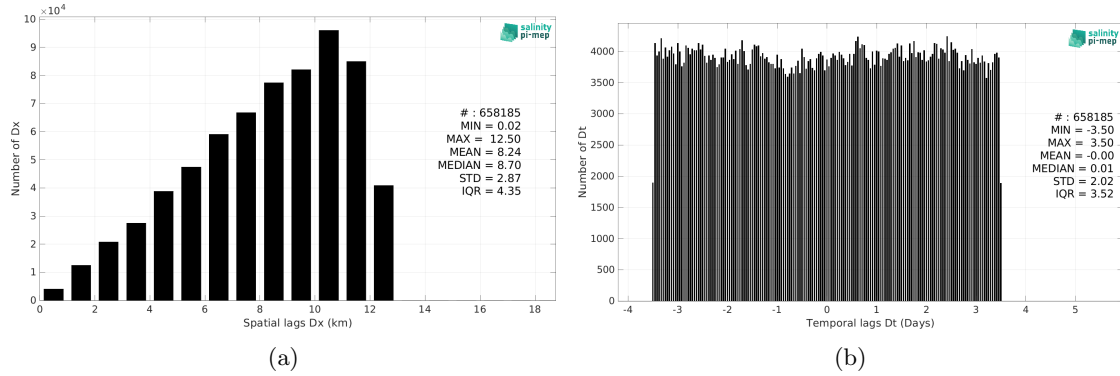 ×10⁴
10
9
8
7
6
5
4
3
2
1
0
Number of Dx
0 2 4 6 8 10 12 14 16 18
Spatial lags Dx (km)
salinity
pi-mep
# : 658185
MIN = 0.02
MAX = 12.50
MEAN = 8.24
MEDIAN = 8.70
STD = 2.87
IQR = 4.35
(a)
4000
3500
3000
2500
2000
1500
1000
500
0
Number of Dt
-4 -3 -2 -1 0 1 2 3 4 5
Temporal lags Dt (Days)
salinity
pi-mep
# : 658185
MIN = -3.50
MAX = 3.50
MEAN = -0.00
MEDIAN = 0.01
STD = 2.02
IQR = 3.52
(b)